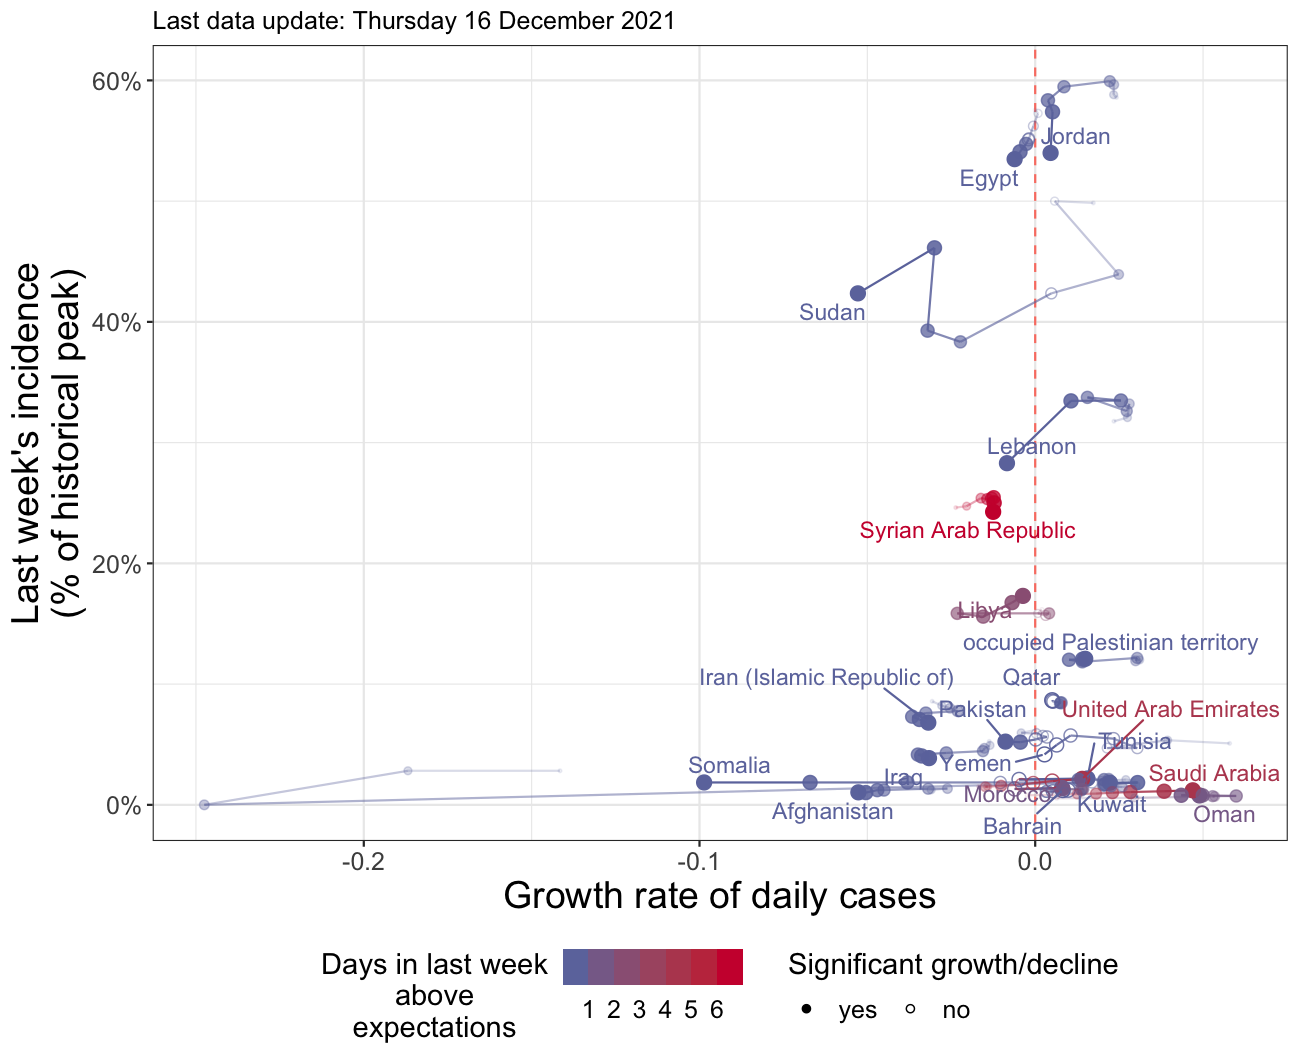 Last data update: Thursday 16 December 2021
Last week's incidence
(% of historical peak)
60%
40%
20%
0%
Jordan
Egypt
Sudan
Lebanon
Syrian Arab Republic
Libya
occupied Palestinian territory
Iran (Islamic Republic of)
Qatar
Pakistan
United Arab Emirates
Tunisia
Yemen
Somalia
Iraq
Saudi Arabia
Morocco
Kuwait
Afghanistan
Oman
Bahrain
-0.2
-0.1
0.0
Growth rate of daily cases
Days in last week
above
expectations
1 2 3 4 5 6
Significant growth/decline
yes
no